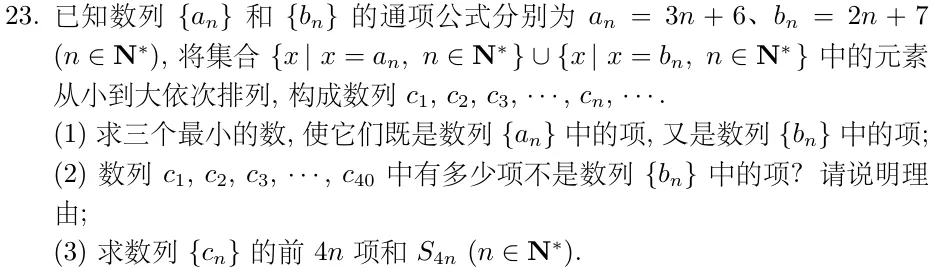 23. 已知数列 {aₙ} 和 {bₙ} 的通项公式分别为 aₙ = 3n + 6、bₙ = 2n + 7
(n ∈ N*), 将集合 {x | x = aₙ, n ∈ N*} ∪ {x | x = bₙ, n ∈ N*} 中的元素
从小到大依次排列, 构成数列 c₁, c₂, c₃, ⋯, cₙ, ⋯.
(1) 求三个最小的数, 使它们既是数列 {aₙ} 中的项, 又是数列 {bₙ} 中的项;
(2) 数列 c₁, c₂, c₃, ⋯, c₄₀ 中有多少项不是数列 {bₙ} 中的项? 请说明理
由;
(3) 求数列 {cₙ} 的前 4n 项和 S₄ₙ (n ∈ N*).